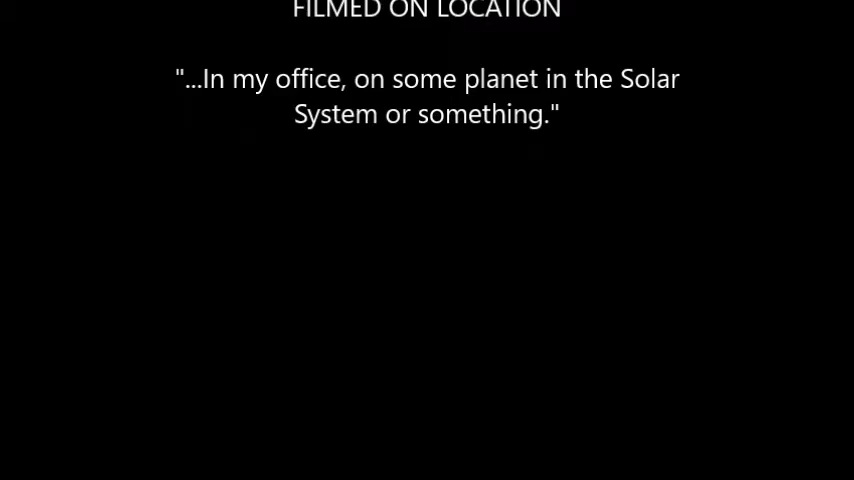 FILMED ON LOCATION
"...In my office, on some planet in the Solar
System or something."